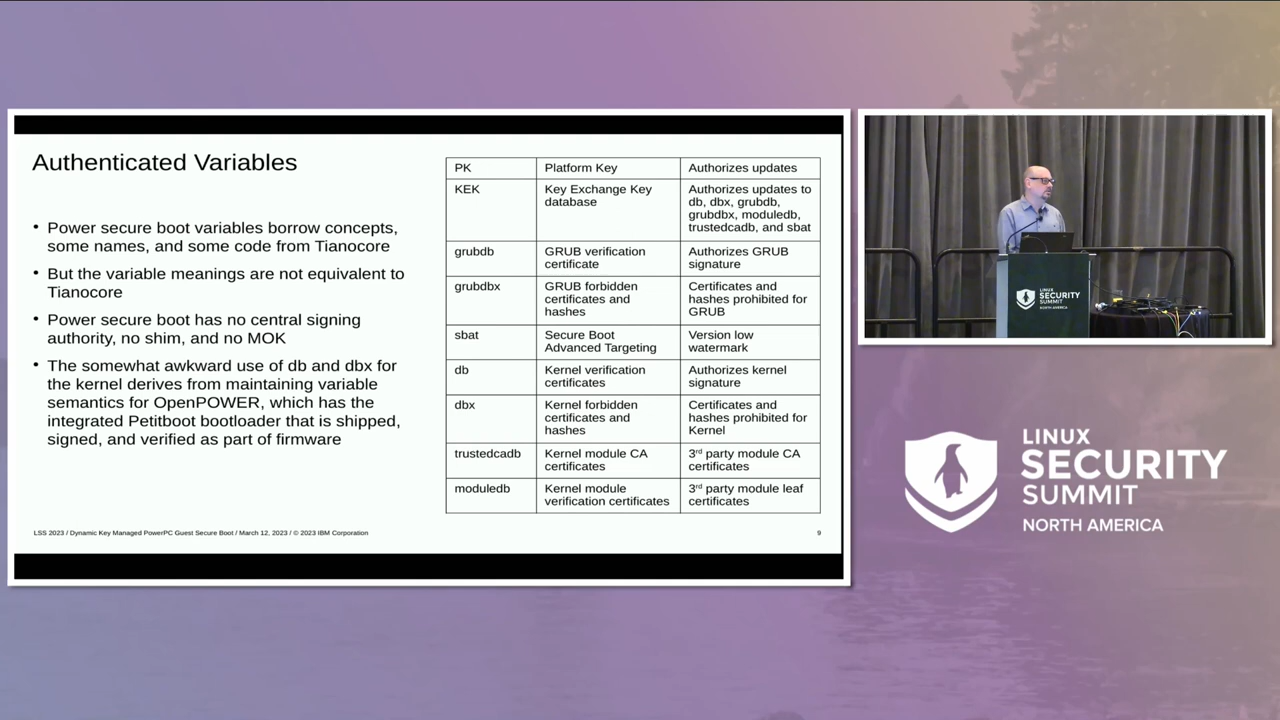 Authenticated Variables
• Power secure boot variables borrow concepts,
some names, and some code from Tianocore
• But the variable meanings are not equivalent to
Tianocore
• Power secure boot has no central signing
authority, no shim, and no MOK
• The somewhat awkward use of db and dbx for
the kernel derives from maintaining variable
semantics for OpenPOWER, which has the
integrated Petitboot bootloader that is shipped,
signed, and verified as part of firmware
PK Platform Key Authorizes updates
KEK Key Exchange Key Authorizes updates to
database db, dbx, grubdb,
grubdbx, moduledb,
trustedcadb, and sbat
grubdb GRUB verification Authorizes GRUB
certificate signature
grubdbx GRUB forbidden Certificates and
certificates and hashes prohibited for
hashes GRUB
sbat Secure Boot Version low
Advanced Targeting watermark
db Kernel verification Authorizes kernel
certificates signature
dbx Kernel forbidden Certificates and
certificates and hashes prohibited for
hashes Kernel
trustedcadb Kernel module CA 3rd party module CA
certificates certificates
moduledb Kernel module 3rd party module leaf
verification certificates certificates
LSS 2023 / Dynamic Key Managed PowerPC Guest Secure Boot / March 12, 2023 / © 2023 IBM Corporation 9
LINUX
SECURITY
SUMMIT
NORTH AMERICA
LINUX
SECURITY
SUMMIT
NORTH AMERICA